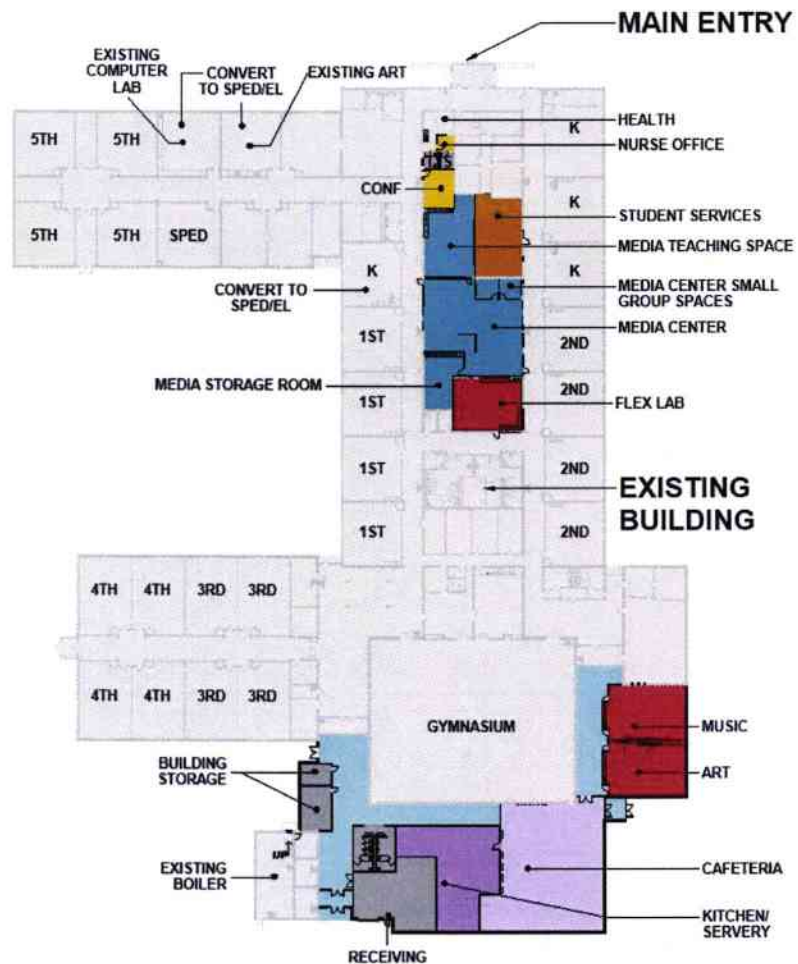 MAIN ENTRY
EXISTING
COMPUTER
LAB
CONVERT
TO SPED/EL
EXISTING ART
HEALTH
NURSE OFFICE
K
5TH
5TH
CONF
K
STUDENT SERVICES
5TH
5TH
SPED
MEDIA TEACHING SPACE
K
K
CONVERT TO
SPED/EL
MEDIA CENTER SMALL
GROUP SPACES
MEDIA CENTER
1ST
2ND
MEDIA STORAGE ROOM
1ST
2ND
FLEX LAB
1ST
2ND
EXISTING
BUILDING
1ST
2ND
4TH
4TH
3RD
3RD
4TH
4TH
3RD
3RD
GYMNASIUM
MUSIC
BUILDING
STORAGE
ART
UP
EXISTING
BOILER
CAFETERIA
KITCHEN/
SERVERY
RECEIVING